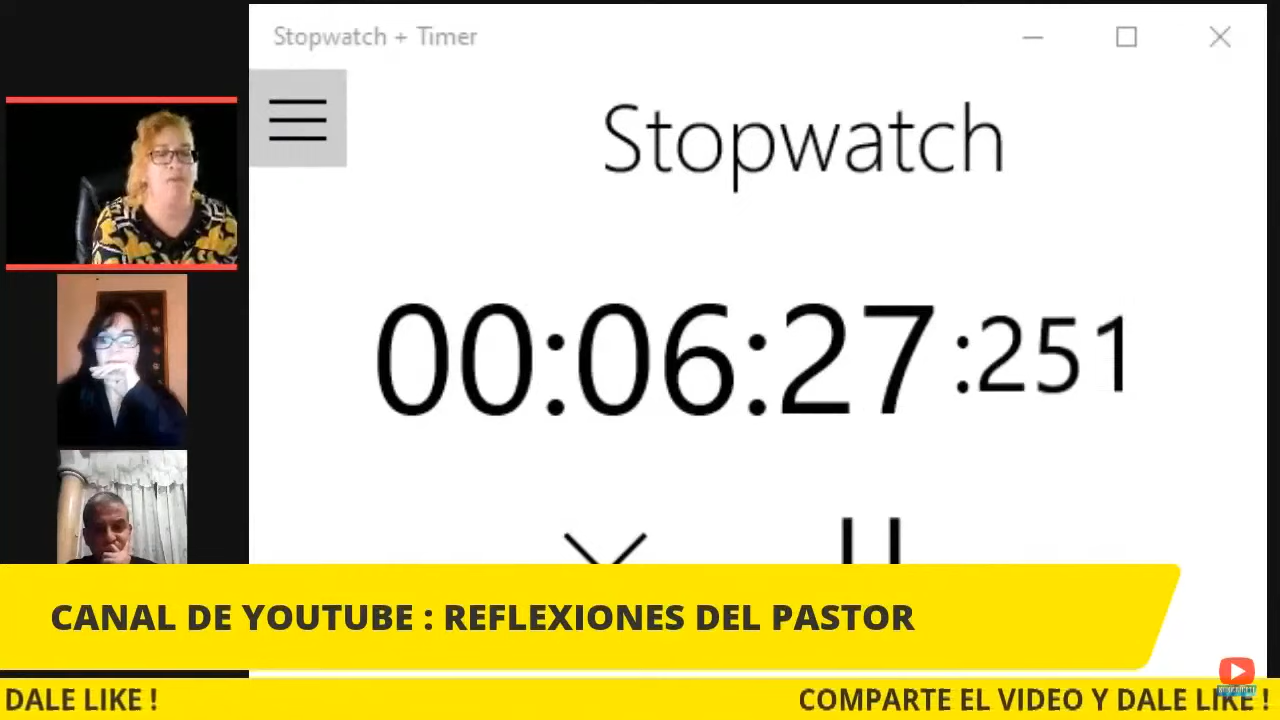 Stopwatch + Timer
Stopwatch
00:06:27:251
CANAL DE YOUTUBE : REFLEXIONES DEL PASTOR
DALE LIKE !
COMPARTE EL VIDEO Y DALE LIKE !